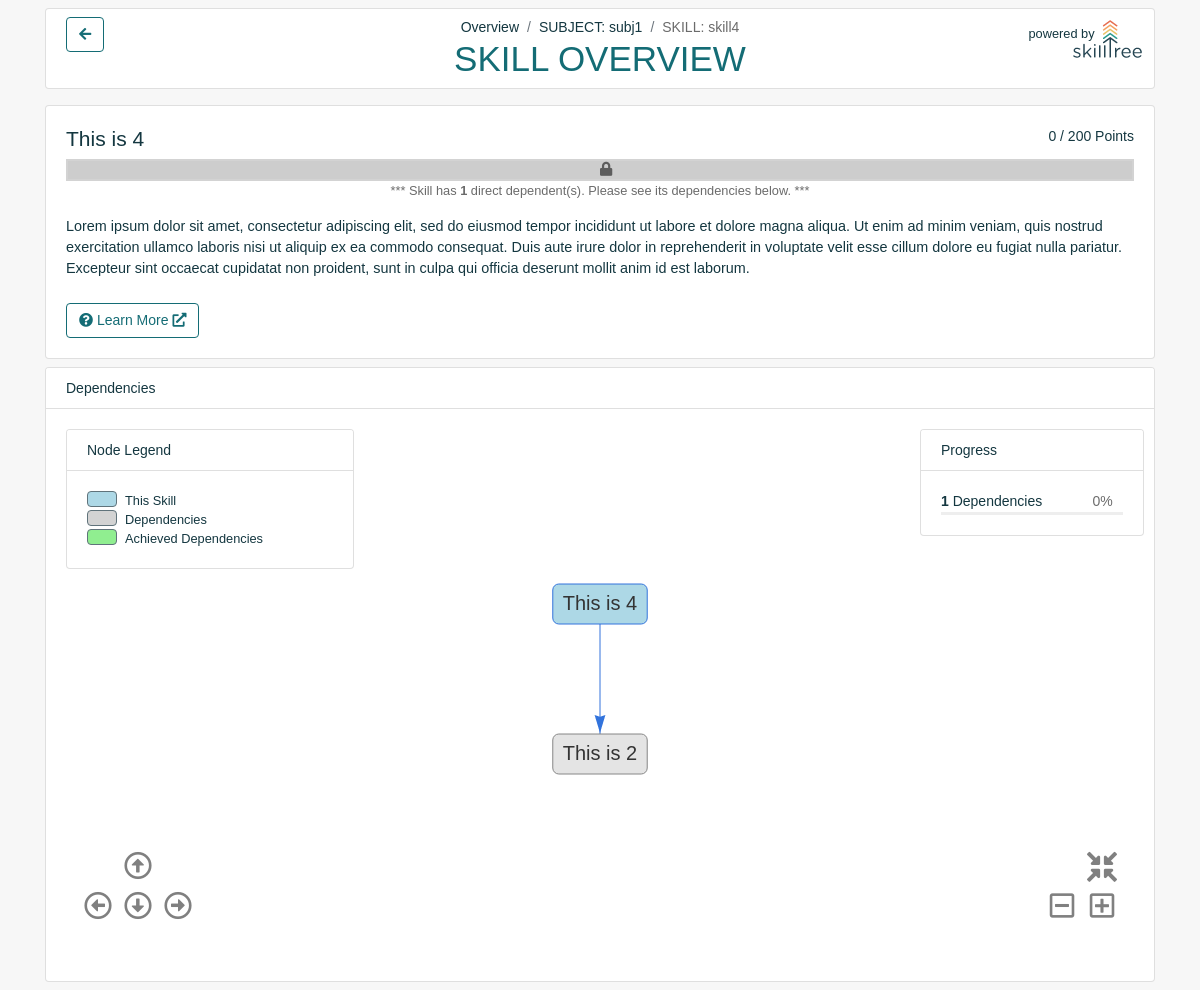 Overview / SUBJECT: subj1 / SKILL: skill4
SKILL OVERVIEW
powered by
skilltree
This is 4
0 / 200 Points
*** Skill has 1 direct dependent(s). Please see its dependencies below. ***
Lorem ipsum dolor sit amet, consectetur adipiscing elit, sed do eiusmod tempor incididunt ut labore et dolore magna aliqua. Ut enim ad minim veniam, quis nostrud
exercitation ullamco laboris nisi ut aliquip ex ea commodo consequat. Duis aute irure dolor in reprehenderit in voluptate velit esse cillum dolore eu fugiat nulla pariatur.
Excepteur sint occaecat cupidatat non proident, sunt in culpa qui officia deserunt mollit anim id est laborum.
Learn More
Dependencies
Node Legend
This Skill
Dependencies
Achieved Dependencies
Progress
1 Dependencies 0%
This is 4
This is 2